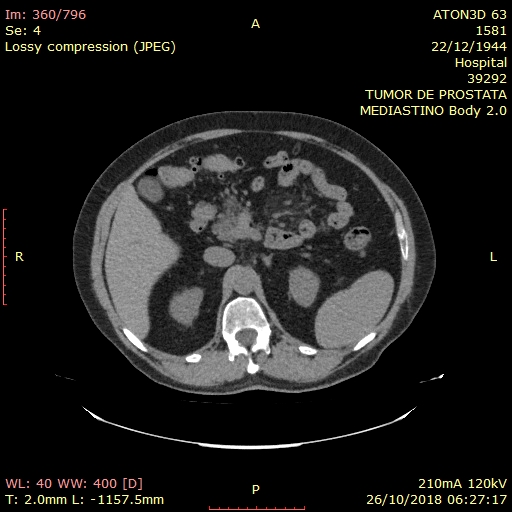 Im: 360/796
Se: 4
Lossy compression (JPEG)
A
ATON3D 63
1581
22/12/1944
Hospital
39292
TUMOR DE PROSTATA
MEDIASTINO Body 2.0
R
L
WL: 40 WW: 400 [D]
T: 2.0mm L: -1157.5mm
P
210mA 120kV
26/10/2018 06:27:17